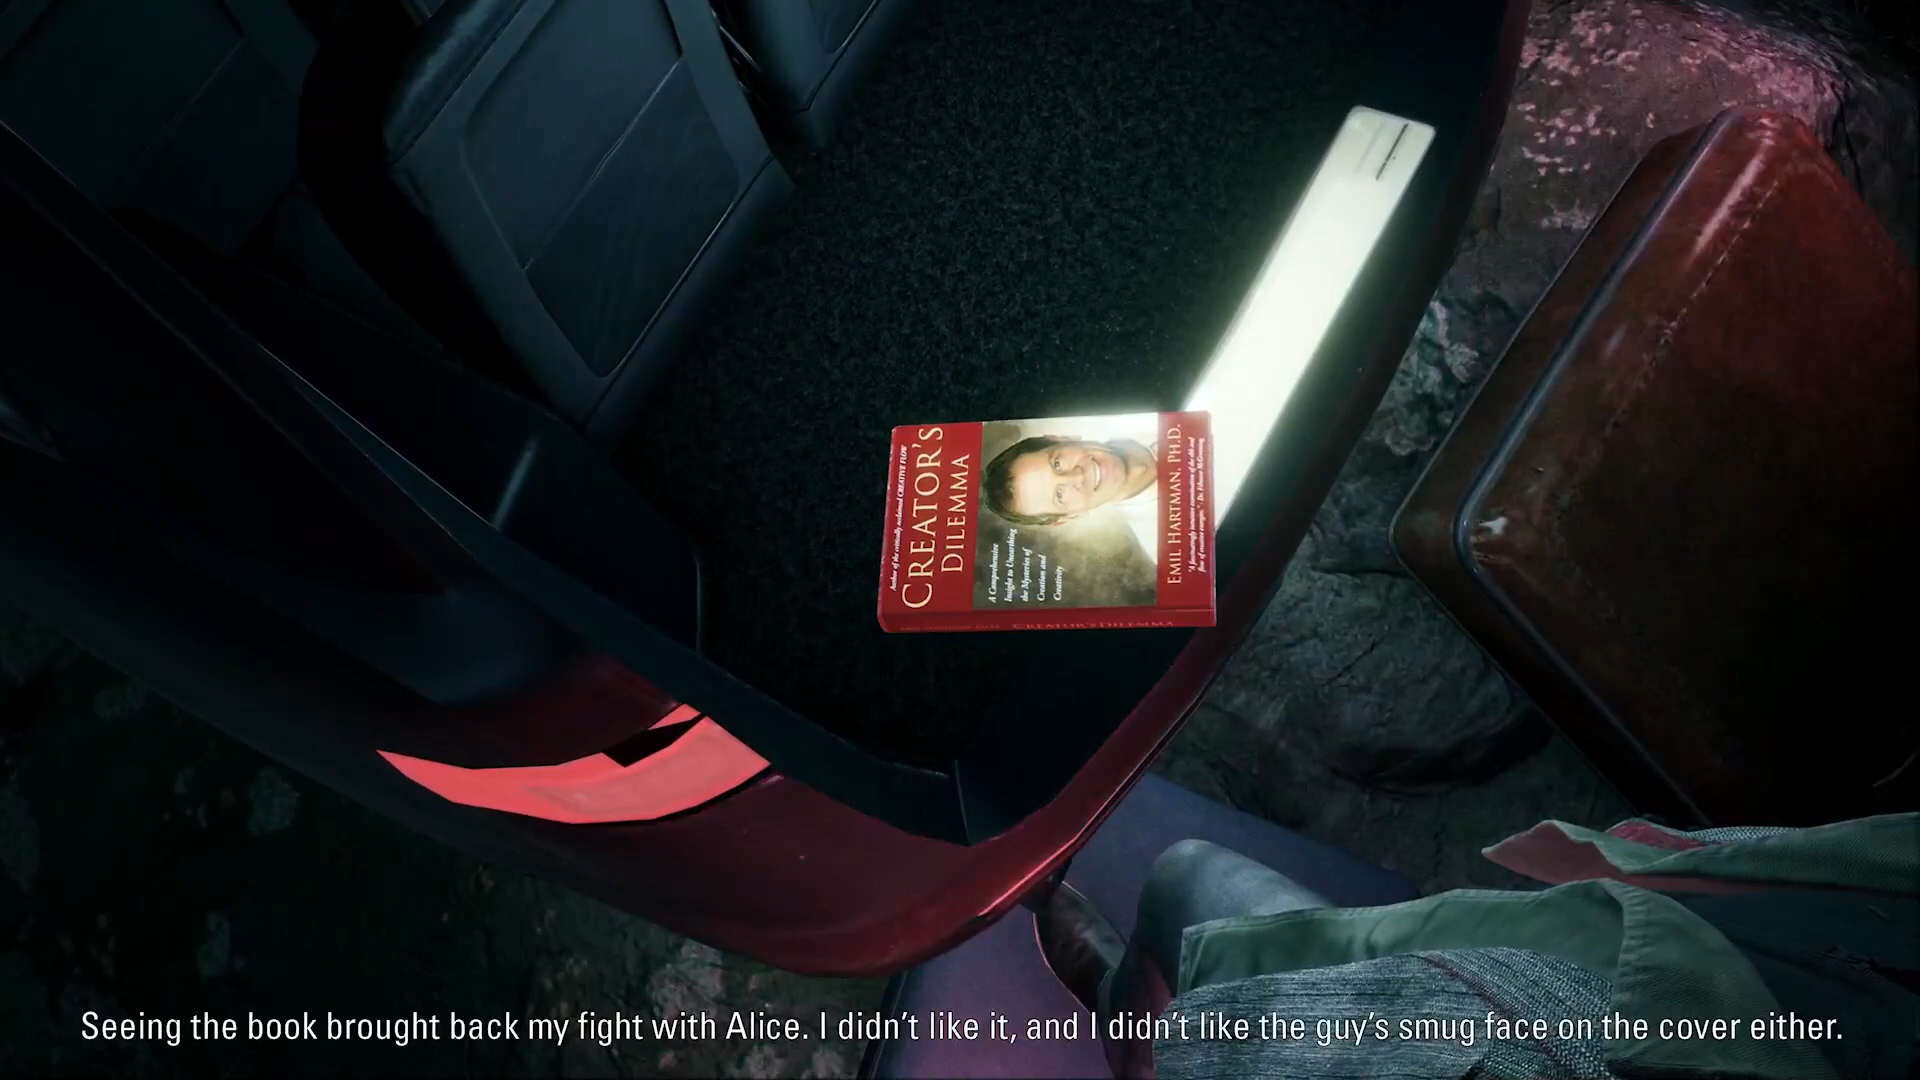 Author of the critically acclaimed CREATIVE FLOW
CREATOR'S
DILEMMA
A Comprehensive
Insight to Unearthing
the Mysteries of
Creation and
Creativity
EMIL HARTMAN, PH.D.
CREATOR'S DILEMMA
Seeing the book brought back my fight with Alice. I didn't like it, and I didn't like the guy's smug face on the cover either.